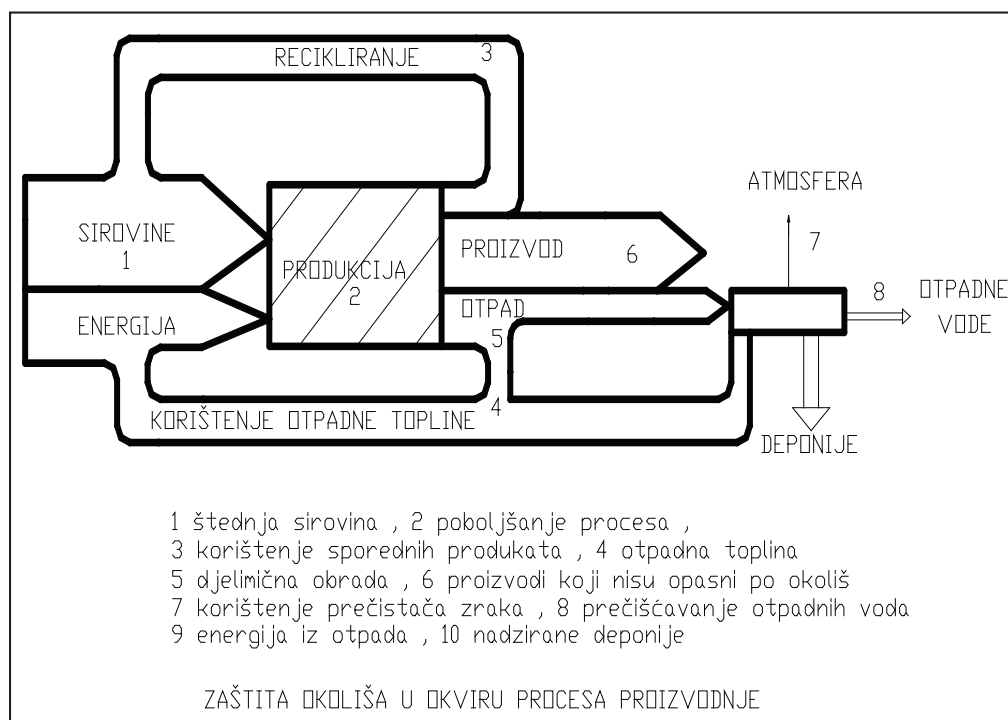 RECIKLIRANJE 3
ATMOSFERA
SIROVINE
1
PROIZVOD 6
7
PRODUKCIJA
2
8 OTPADNE
VODE
ENERGIJA
OTPAD
5
4
KORIŠTENJE OTPADNE TOPLINE
DEPONIJE
1 štednja sirovina , 2 poboljšanje procesa ,
3 korištenje sporednih produkata , 4 otpadna toplina
5 djelimična obrada , 6 proizvodi koji nisu opasni po okoliš
7 korištenje prečistača zraka , 8 prečišćavanje otpadnih voda
9 energija iz otpada , 10 nadzirane deponije
ZAŠTITA OKOLIŠA U OKVIRU PROCESA PROIZVODNJE